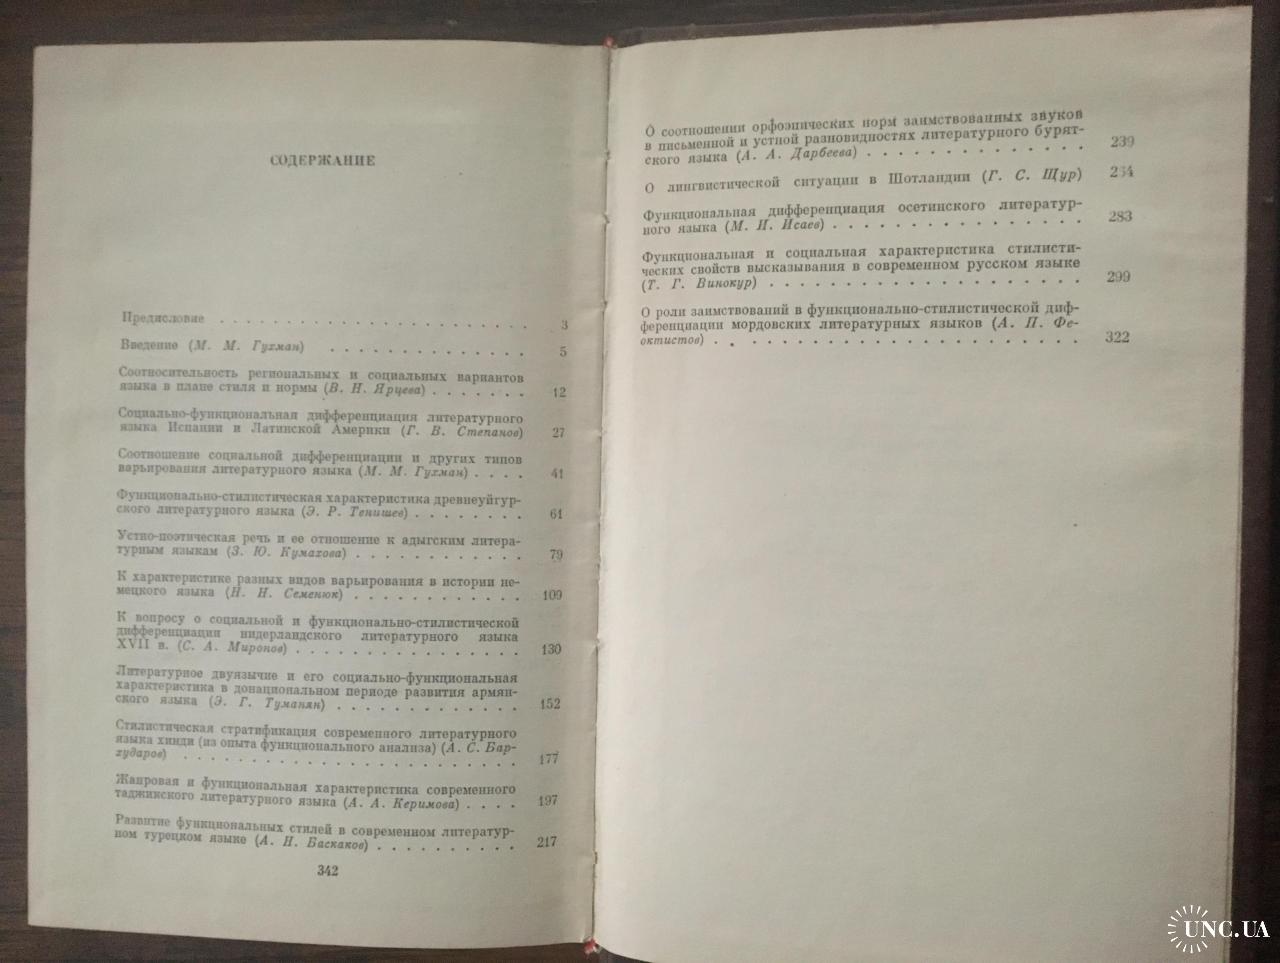 СОДЕРЖАНИЕ
Предисловие . . . . . . . . . . . . . . . . . . . . . . 3
Введение (М. М. Гухман) . . . . . . . . . . . . . . 5
Соотносительность региональных и социальных вариантов
языка в плане стиля и нормы (В. Н. Ярцева) . . . . . . . 12
Социально-функциональная дифференциация литературного
языка Испании и Латинской Америки (Г. В. Степанов) 27
Соотношение социальной дифференциации и других типов
варьирования литературного языка (М. М. Гухман) . . . . 41
Функционально-стилистическая характеристика древнеуйгур-
ского литературного языка (Э. Р. Тенишев) . . . . . . . . 61
Устно-поэтическая речь и ее отношение к адыгским литера-
турным языкам (З. Ю. Кумахова) . . . . . . . . . . . . 79
К характеристике разных видов варьирования в истории не-
мецкого языка (Н. Н. Семенюк) . . . . . . . . . . . . 109
К вопросу о социальной и функционально-стилистической
дифференциации нидерландского литературного языка
XVII в. (С. А. Миронов) . . . . . . . . . . . . . . . . 130
Литературное двуязычие и его социально-функциональная
характеристика в донациональном периоде развития армян-
ского языка (Э. Г. Туманян) . . . . . . . . . . . . . 152
Стилистическая стратификация современного литературного
языка хинди (из опыта функционального анализа) (А. С. Бар-
хударов) . . . . . . . . . . . . . . . . . . . . . . . . 177
Жанровая и функциональная характеристика современного
таджикского литературного языка (А. А. Керимова) . . . . 197
Развитие функциональных стилей в современном литератур-
ном турецком языке (А. Н. Баскаков) . . . . . . . . . . 217
342
О соотношении орфоэпических норм заимствованных звуков
в письменной и устной разновидностях литературного бурят-
ского языка (А. А. Дарбеева) . . . . . . . . . . . . . . 239
О лингвистической ситуации в Шотландии (Г. С. Щур) 264
Функциональная дифференциация осетинского литератур-
ного языка (М. И. Исаев) . . . . . . . . . . . . . . . . 283
Функциональная и социальная характеристика стилисти-
ческих свойств высказывания в современном русском языке
(Т. Г. Винокур) . . . . . . . . . . . . . . . . . . . . 299
О роли заимствований в функционально-стилистической диф-
ференциации мордовских литературных языков (А. П. Фе-
октистов) . . . . . . . . . . . . . . . . . . . . . . . . 322
UNC.UA